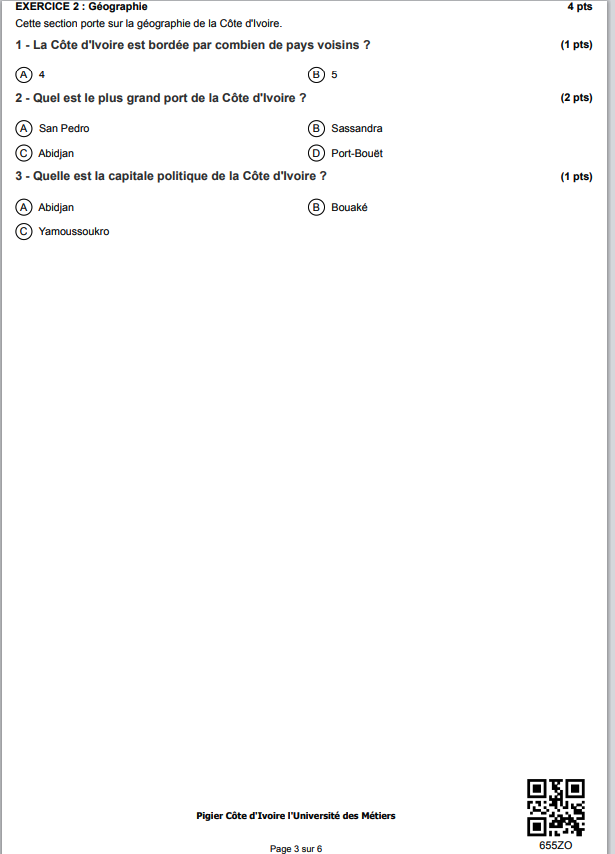 EXERCICE 2 : Géographie 4 pts
Cette section porte sur la géographie de la Côte d'Ivoire.
1 - La Côte d'Ivoire est bordée par combien de pays voisins ? (1 pts)
A 4 B 5
2 - Quel est le plus grand port de la Côte d'Ivoire ? (2 pts)
A San Pedro B Sassandra
C Abidjan D Port-Bouët
3 - Quelle est la capitale politique de la Côte d'Ivoire ? (1 pts)
A Abidjan B Bouaké
C Yamoussoukro
Pigier Côte d'Ivoire l'Université des Métiers
655ZO
Page 3 sur 6